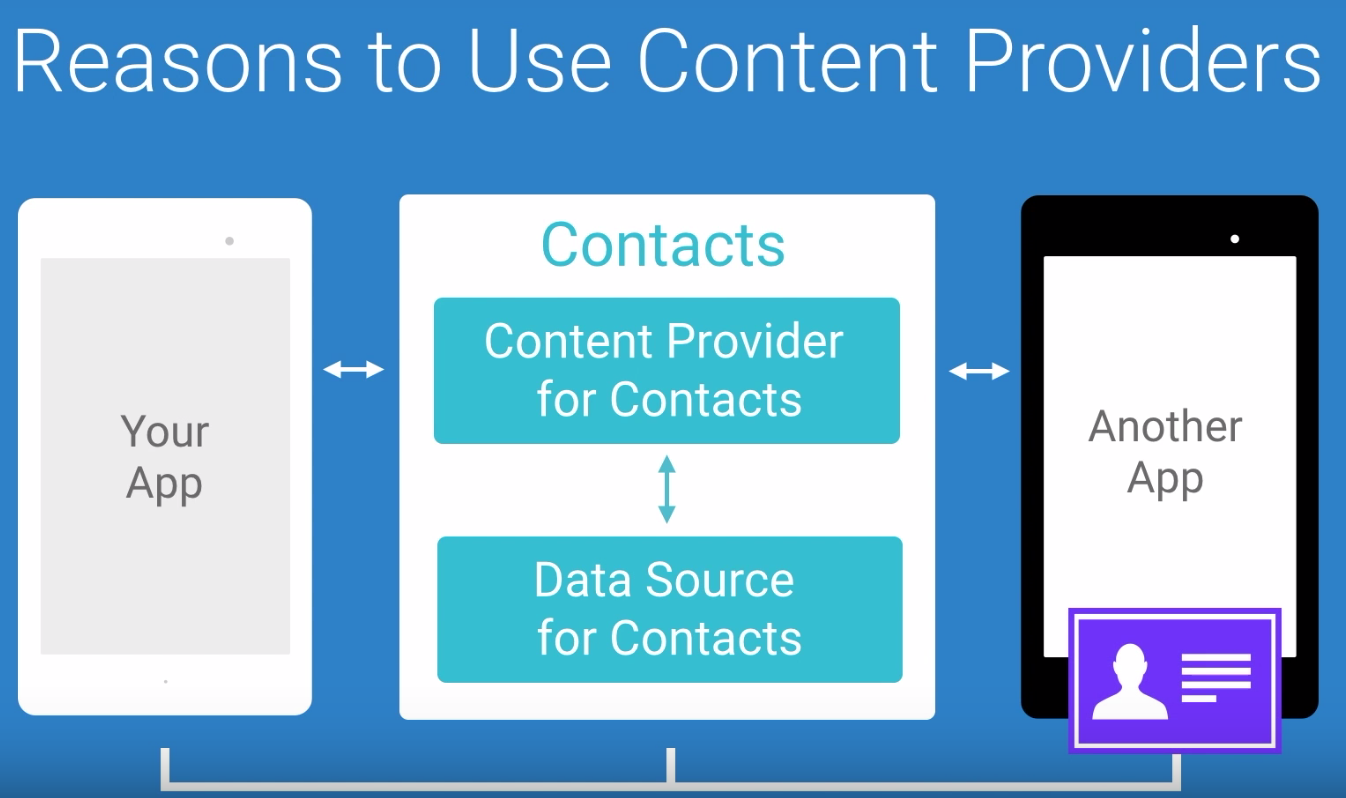 Reasons to Use Content Providers
Your
App
Contacts
Content Provider
for Contacts
Data Source
for Contacts
Another
App